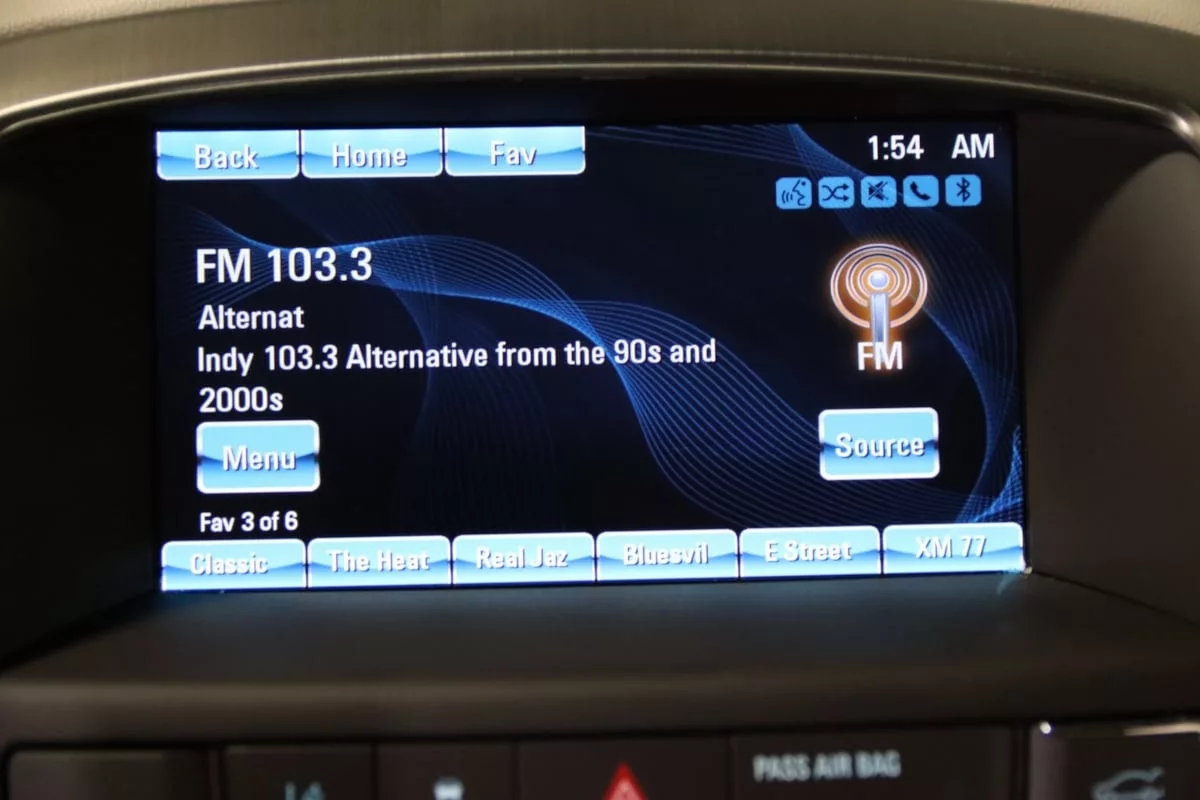 Back Home Fav 1:54 AM
FM 103.3
Alternat
Indy 103.3 Alternative from the 90s and
2000s
FM
Menu
Source
Fav 3 of 6
Classic The Heat Real Jaz Bluesvil E Street XM 77
PASS AIR BAG